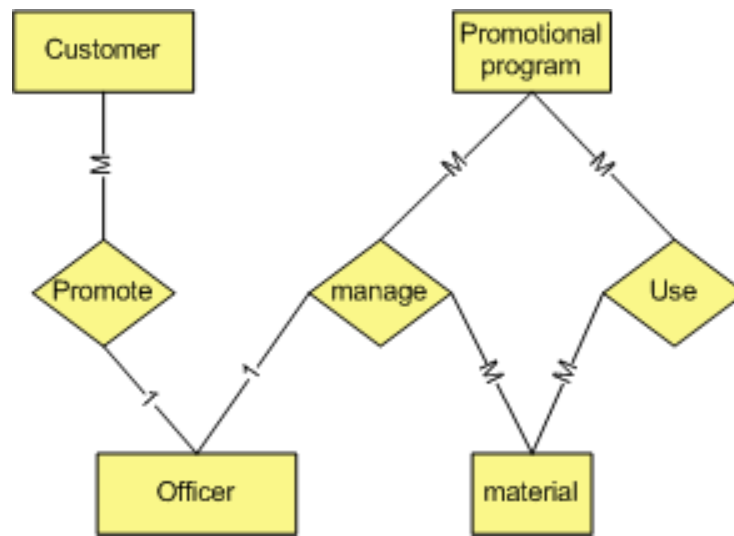 Customer
Promotional
program
M
M
M
Promote
manage
Use
1
1
M
M
Officer
material